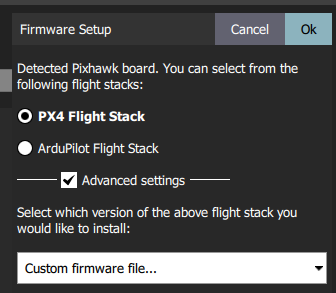 Firmware Setup
Cancel
Ok
Detected Pixhawk board. You can select from the
following flight stacks:
PX4 Flight Stack
ArduPilot Flight Stack
Advanced settings
Select which version of the above flight stack you
would like to install:
Custom firmware file...